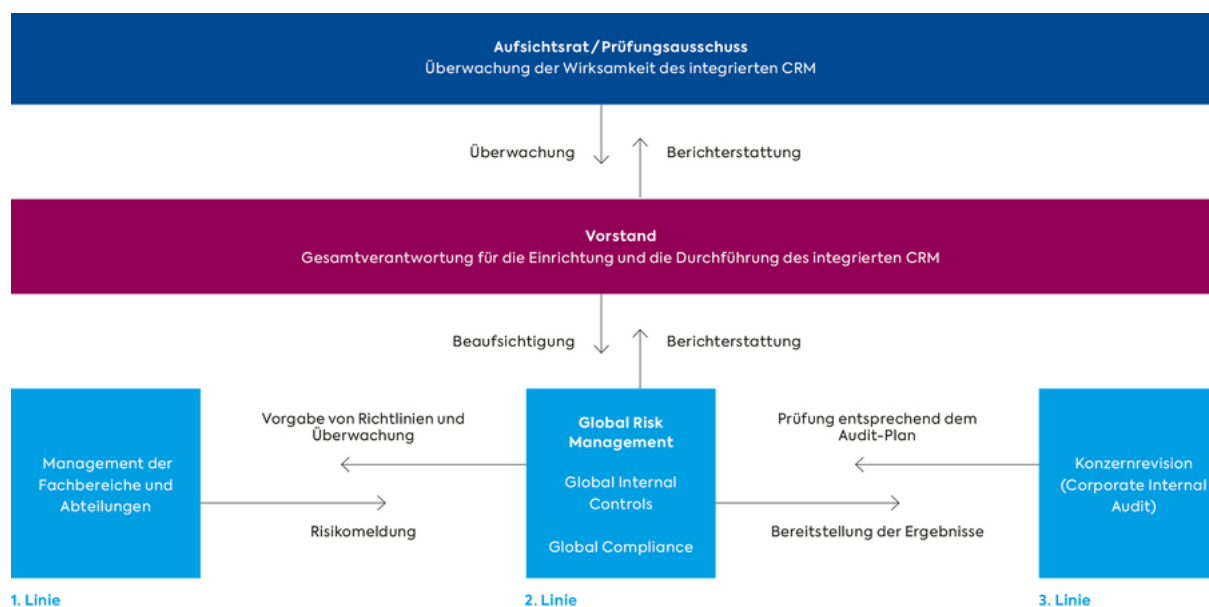 Aufsichtsrat/Prüfungsausschuss
Überwachung der Wirksamkeit des integrierten CRM
Überwachung
Berichterstattung
Vorstand
Gesamtverantwortung für die Einrichtung und die Durchführung des integrierten CRM
Beaufsichtigung
Berichterstattung
Management der
Fachbereiche und
Abteilungen
Vorgabe von Richtlinien und
Überwachung
Risikomeldung
Global Risk
Management
Global Internal
Controls
Global Compliance
Prüfung entsprechend dem
Audit-Plan
Bereitstellung der Ergebnisse
Konzernrevision
(Corporate Internal
Audit)
1. Linie
2. Linie
3. Linie